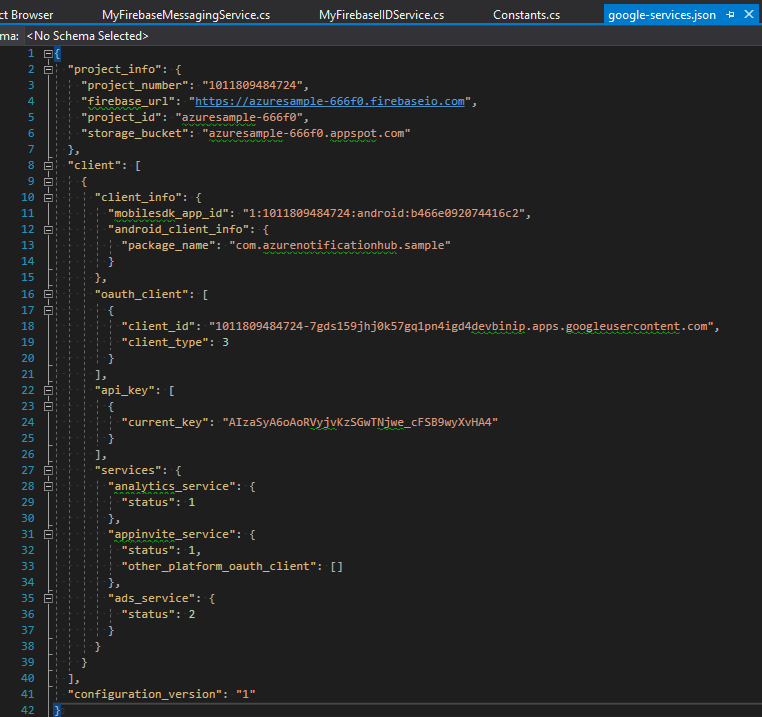 ct Browser MyFirebaseMessagingService.cs MyFirebaseIIDService.cs Constants.cs google-services.json
ma: <No Schema Selected>
1 {
2 "project_info": {
3 "project_number": "1011809484724",
4 "firebase_url": "https://azuresample-666f0.firebaseio.com",
5 "project_id": "azuresample-666f0",
6 "storage_bucket": "azuresample-666f0.appspot.com"
7 },
8 "client": [
9 {
10 "client_info": {
11 "mobilesdk_app_id": "1:1011809484724:android:b466e092074416c2",
12 "android_client_info": {
13 "package_name": "com.azurenotificationhub.sample"
14 }
15 },
16 "oauth_client": [
17 {
18 "client_id": "1011809484724-7gds159jhj0k57gq1pn4igd4devbinip.apps.googleusercontent.com",
19 "client_type": 3
20 }
21 ],
22 "api_key": [
23 {
24 "current_key": "AIzaSyA6oAoRVyjvKzSGwTNjwe_cFSB9wyXvHA4"
25 }
26 ],
27 "services": {
28 "analytics_service": {
29 "status": 1
30 },
31 "appinvite_service": {
32 "status": 1,
33 "other_platform_oauth_client": []
34 },
35 "ads_service": {
36 "status": 2
37 }
38 }
39 }
40 ],
41 "configuration_version": "1"
42 }